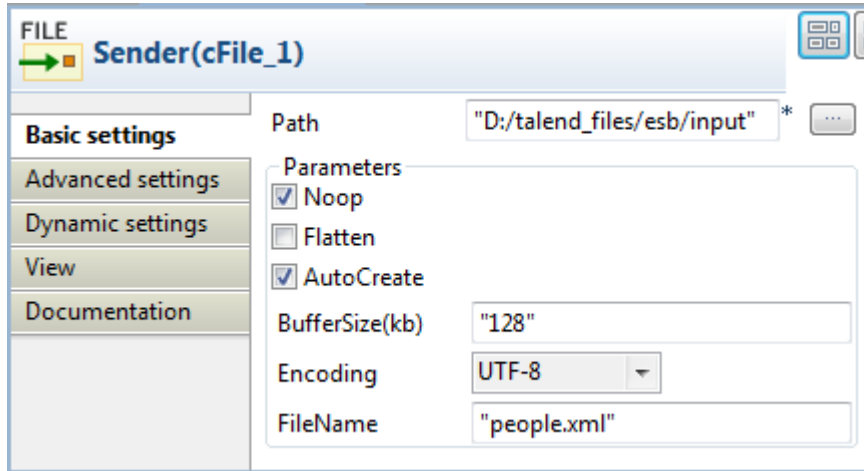 FILE
Sender(cFile_1)
Basic settings
Advanced settings
Dynamic settings
View
Documentation
Path "D:/talend_files/esb/input" * ...
Parameters
Noop
Flatten
AutoCreate
BufferSize(kb) "128"
Encoding UTF-8
FileName "people.xml"